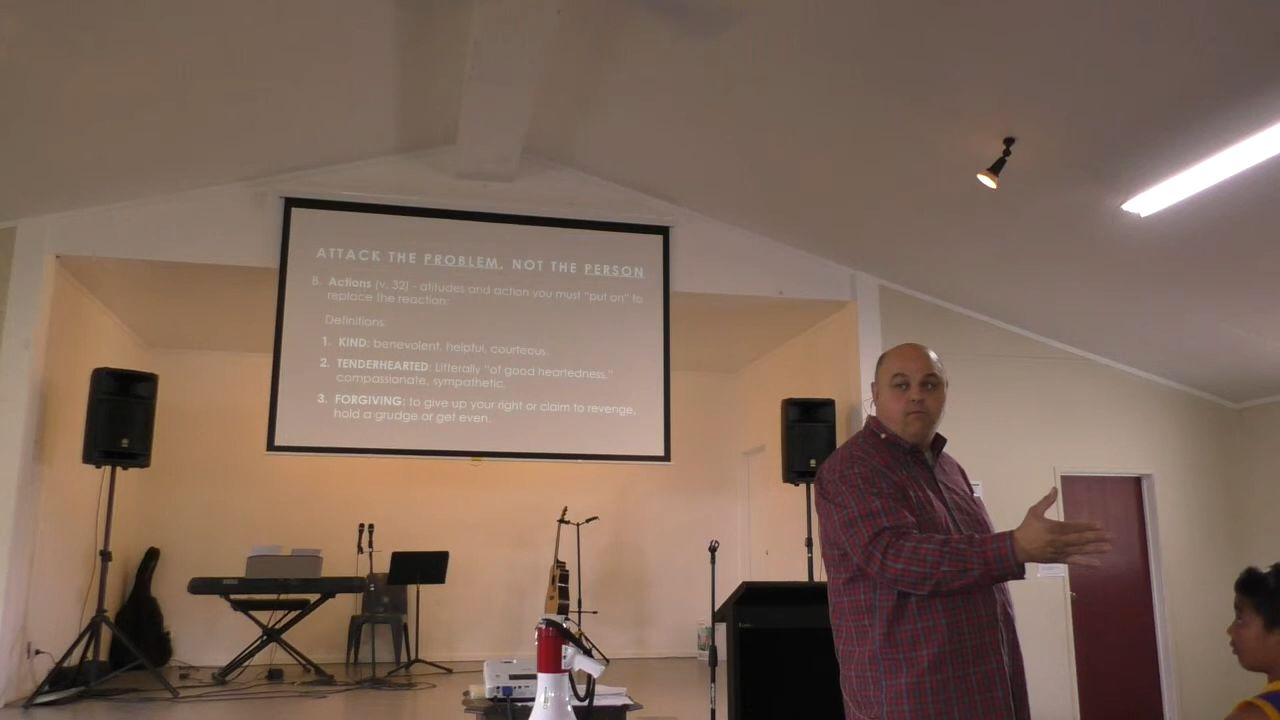 ATTACK THE PROBLEM, NOT THE PERSON
B. Actions (v. 32) - atitudes and action you must "put on" to
replace the reaction:
Definitions:
1. KIND: benevolent, helpful, courteous.
2. TENDERHEARTED: Litterally "of good heartedness,"
compassionate, sympathetic.
3. FORGIVING: to give up your right or claim to revenge,
hold a grudge or get even.